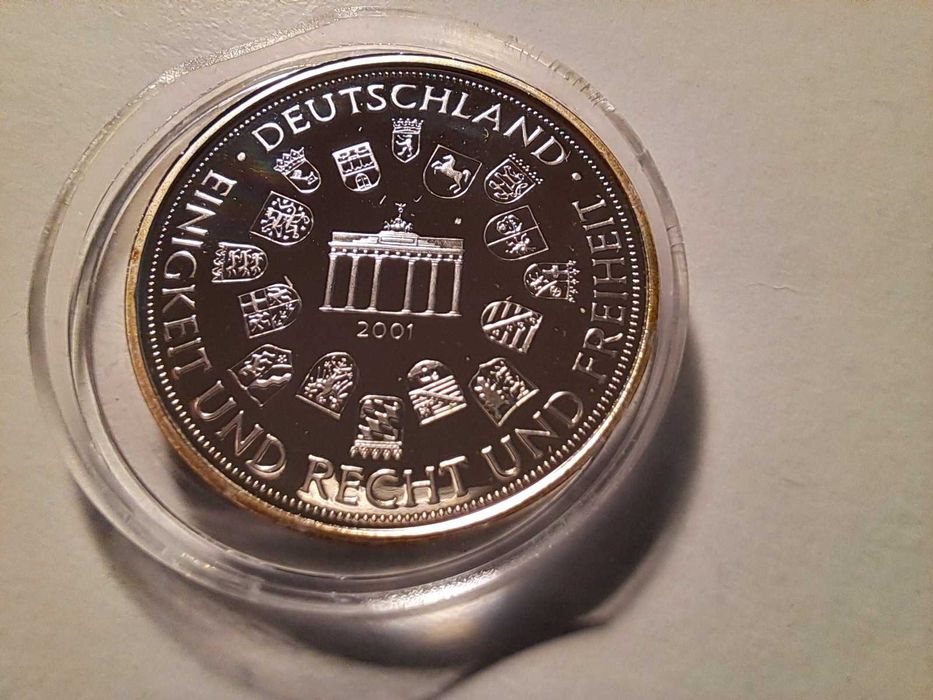 · DEUTSCHLAND ·
EINIGKEIT UND RECHT UND FREIHEIT
2001